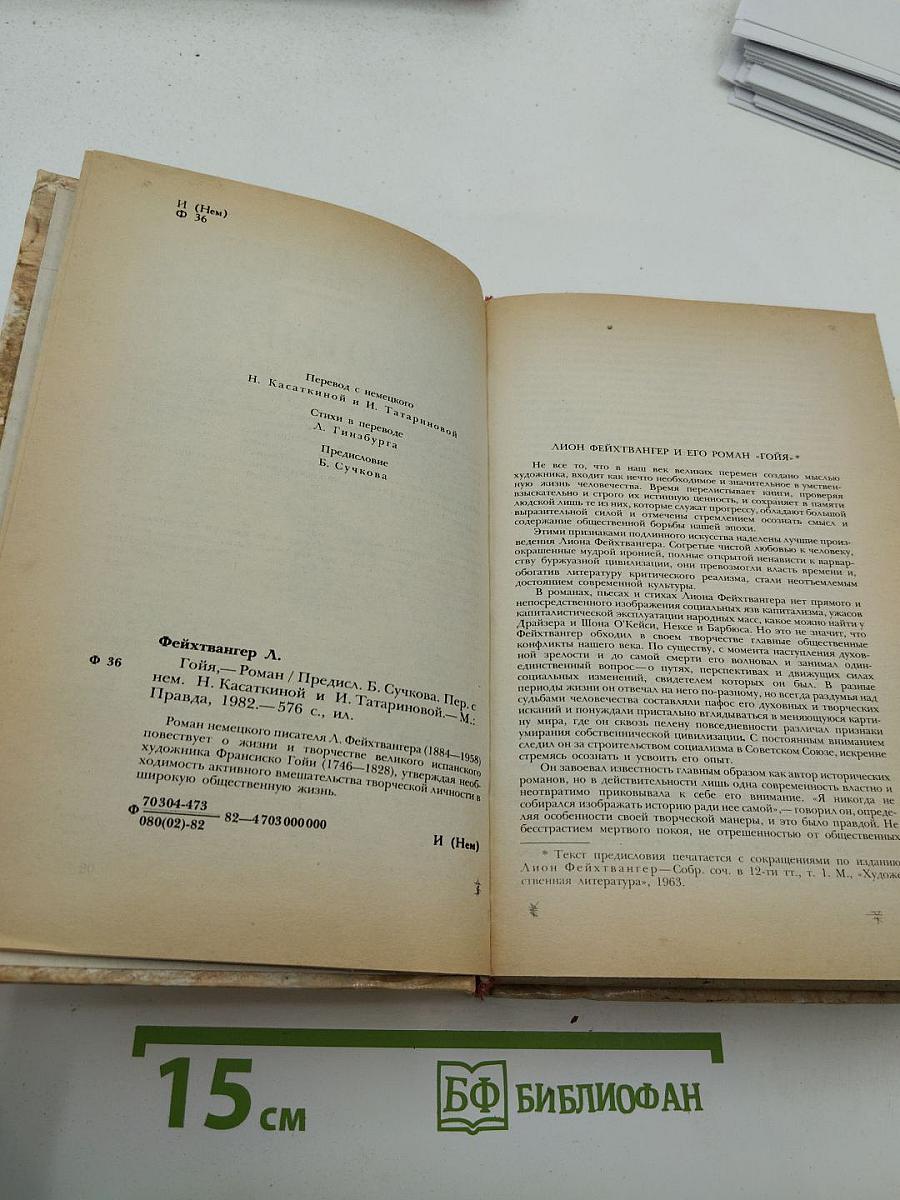 И (Нем)
Ф 36
Перевод с немецкого
Н. Касаткиной и И. Татариновой
Стихи в переводе
Л. Гинзбурга
Предисловие
Б. Сучкова
Фейхтвангер Л.
Ф 36
Гойя,— Роман / Предисл. Б. Сучкова. Пер. с
нем. Н. Касаткиной и И. Татариновой.— М.:
Правда, 1982.— 576 с., ил.
Роман немецкого писателя Л. Фейхтвангера (1884—1958)
повествует о жизни и творчестве великого испанского
художника Франсиско Гойи (1746—1828), утверждая необ-
ходимость активного вмешательства творческой личности в
широкую общественную жизнь.
70304-473
Ф 82—4703000000
080(02)-82
И (Нем)
ЛИОН ФЕЙХТВАНГЕР И ЕГО РОМАН «ГОЙЯ»*
Не все то, что в наш век великих перемен создано мыслью
художника, входит как нечто необходимое и значительное в умствен-
ную жизнь человечества. Время перелистывает книги, проверяя
взыскательно и строго их истинную ценность, и сохраняет в памяти
людской лишь те из них, которые служат прогрессу, обладают большой
выразительной силой и отмечены стремлением осознать смысл и
содержание общественной борьбы нашей эпохи.
Этими признаками подлинного искусства наделены лучшие произ-
ведения Лиона Фейхтвангера. Согретые чистой любовью к человеку,
окрашенные мудрой иронией, полные открытой ненависти к варвар-
ству буржуазной цивилизации, они превозмогли власть времени и,
обогатив литературу критического реализма, стали неотъемлемым
достоянием современной культуры.
В романах, пьесах и стихах Лиона Фейхтвангера нет прямого и
непосредственного изображения социальных язв капитализма, ужасов
капиталистической эксплуатации народных масс, какое можно найти у
Драйзера и Шона О'Кейси, Нексе и Барбюса. Но это не значит, что
Фейхтвангер обходил в своем творчестве главные общественные
конфликты нашего века. По существу, с момента наступления духов-
ной зрелости и до самой смерти его волновал и занимал один-
единственный вопрос—о путях, перспективах и движущих силах
социальных изменений, свидетелем которых он был. В разные
периоды жизни он отвечал на него по-разному, но всегда раздумья над
судьбами человечества составляли пафос его духовных и творческих
исканий и понуждали пристально вглядываться в меняющуюся карти-
ну мира, где он сквозь пелену повседневности различал признаки
умирания собственнической цивилизации. С постоянным вниманием
следил он за строительством социализма в Советском Союзе, искренне
стремясь осознать и усвоить его опыт.
Он завоевал известность главным образом как автор исторических
романов, но в действительности лишь одна современность властно и
неотвратимо приковывала к себе его внимание. «Я никогда не
собирался изображать историю ради нее самой»,— говорил он, опреде-
ляя особенности своей творческой манеры, и это было правдой. Не
бесстрастием мертвого покоя, не отрешенностью от общественных
* Текст предисловия печатается с сокращениями по изданию
Лион Фейхтвангер—Собр. соч. в 12-ти тт., т. 1. М., «Художе
ственная литература», 1963.
15 см
БФ БИБЛИОФАН